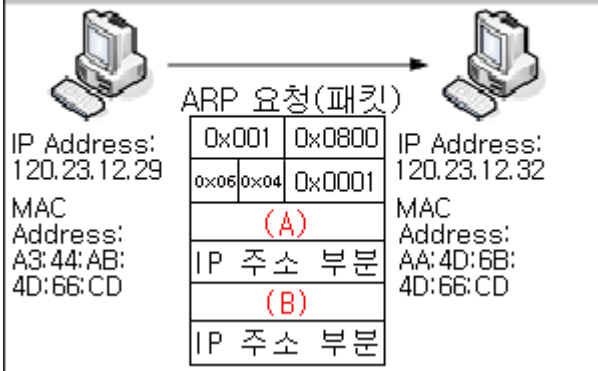 ARP 요청(패킷)
IP Address:
120.23.12.29
MAC
Address:
A3:44:AB:
4D:66:CD
0x001 0x0800
0x06 0x04 0x0001
(A)
IP 주소 부분
(B)
IP 주소 부분
IP Address:
120.23.12.32
MAC
Address:
AA:4D:6B:
4D:66:CD